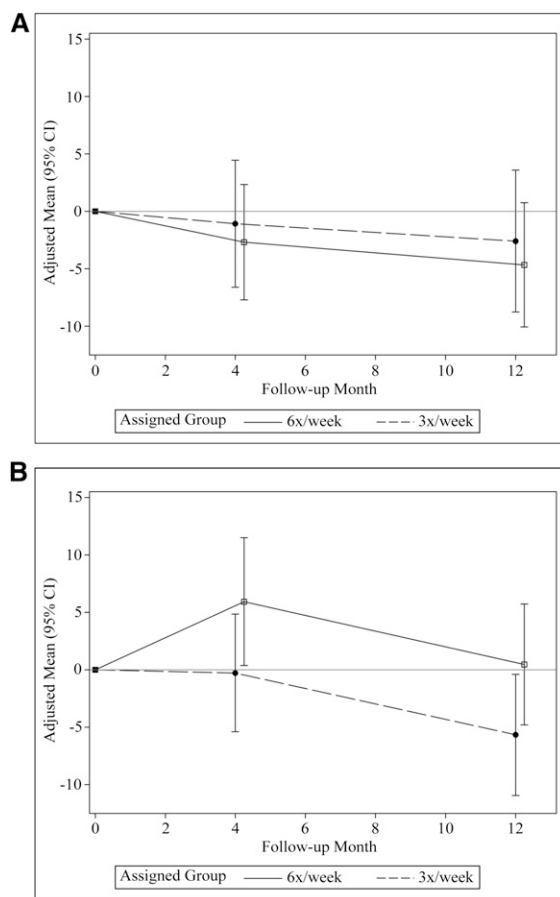 A
15
10
5
0
-5
-10
Adjusted Mean (95% CI)
0 2 4 6 8 10 12
Follow-up Month
Assigned Group 6x/week 3x/week
B
15
10
5
0
-5
-10
Adjusted Mean (95% CI)
0 2 4 6 8 10 12
Follow-up Month
Assigned Group 6x/week 3x/week